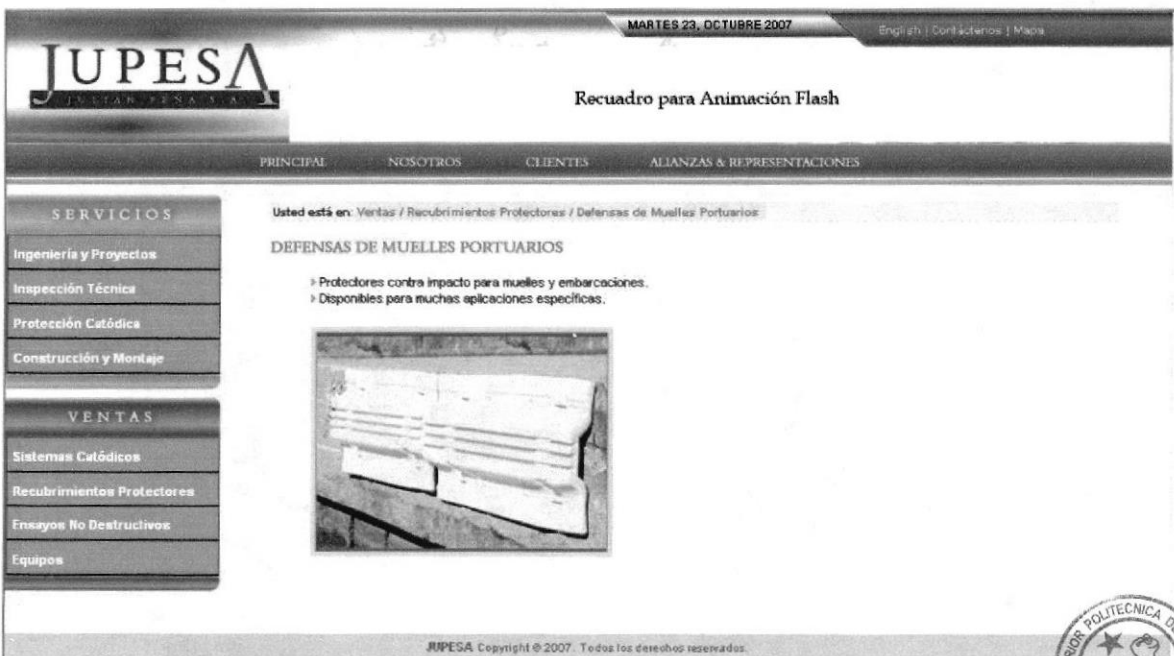 MARTES 23, OCTUBRE 2007
English | Contáctenos | Mapa
JUPESA
JULIAN PEÑA S.A.
Recuadro para Animación Flash
PRINCIPAL NOSOTROS CLIENTES ALIANZAS & REPRESENTACIONES
SERVICIOS
Ingeniería y Proyectos
Inspección Técnica
Protección Catódica
Construcción y Montaje
VENTAS
Sistemas Catódicos
Recubrimientos Protectores
Ensayos No Destructivos
Equipos
Usted está en: Ventas / Recubrimientos Protectores / Defensas de Muelles Portuarios
DEFENSAS DE MUELLES PORTUARIOS
» Protectores contra impacto para muelles y embarcaciones.
» Disponibles para muchas aplicaciones específicas.
JUPESA Copyright © 2007. Todos los derechos reservados.
POLITECNICA